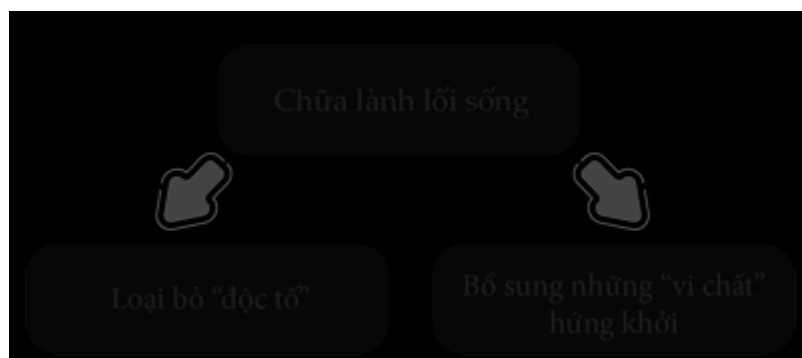 Chữa lành lối sống
Loại bỏ “độc tố”
Bổ sung những “vi chất”
hứng khởi